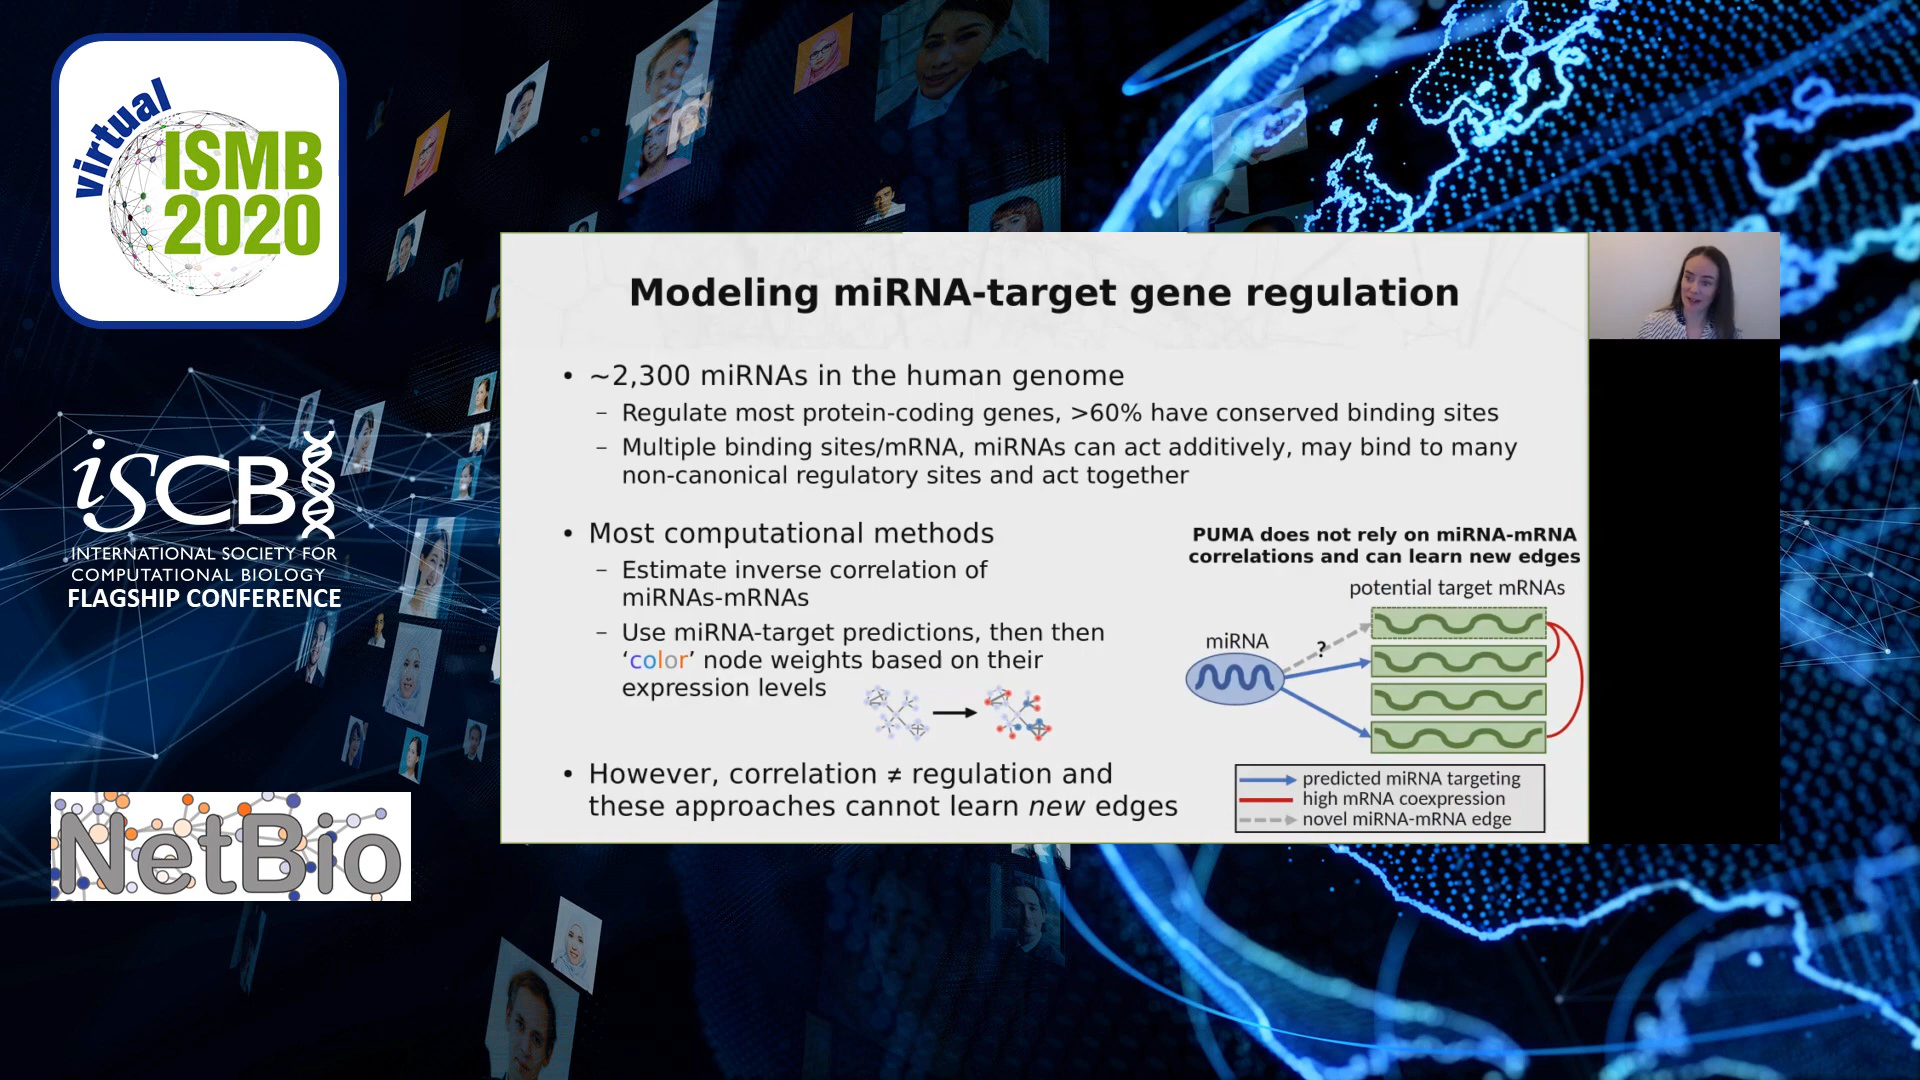 virtual
ISMB
2020
iSCB
INTERNATIONAL SOCIETY FOR
COMPUTATIONAL BIOLOGY
FLAGSHIP CONFERENCE
NetBio
Modeling miRNA-target gene regulation
• ~2,300 miRNAs in the human genome
– Regulate most protein-coding genes, >60% have conserved binding sites
– Multiple binding sites/mRNA, miRNAs can act additively, may bind to many
non-canonical regulatory sites and act together
• Most computational methods
– Estimate inverse correlation of
miRNAs-mRNAs
– Use miRNA-target predictions, then then
‘color’ node weights based on their
expression levels
• However, correlation ≠ regulation and
these approaches cannot learn new edges
PUMA does not rely on miRNA-mRNA
correlations and can learn new edges
potential target mRNAs
miRNA
?
predicted miRNA targeting
high mRNA coexpression
novel miRNA-mRNA edge